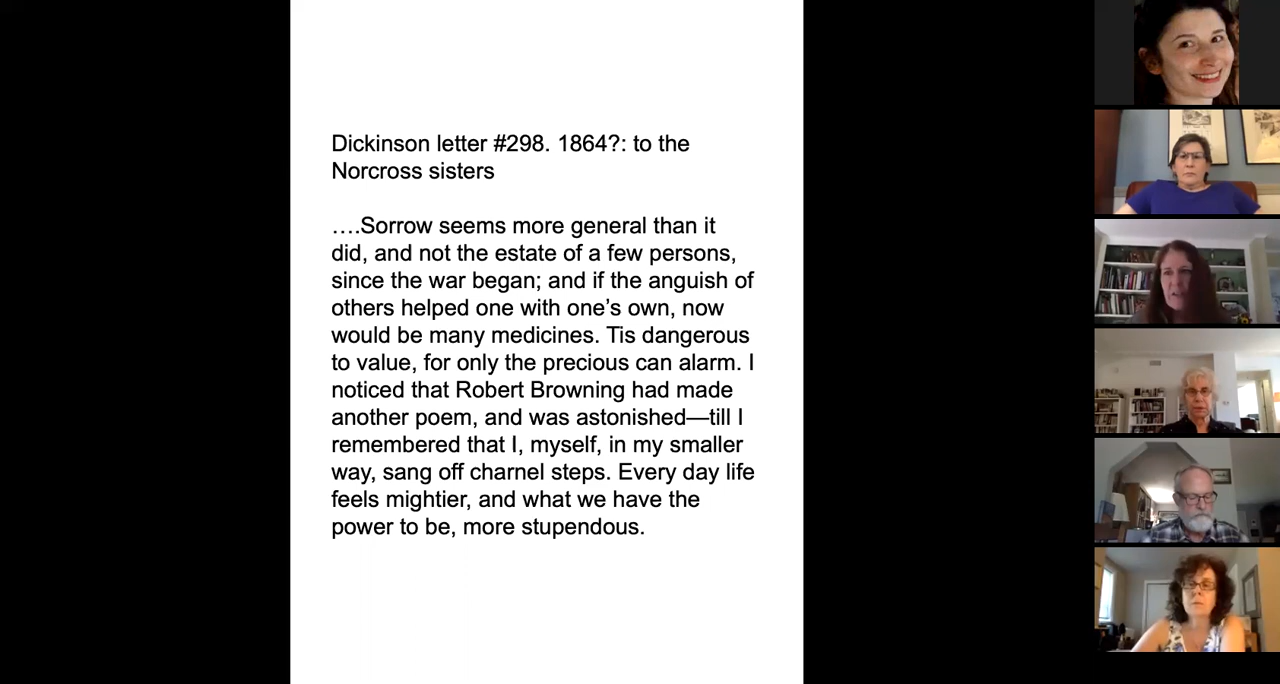 Dickinson letter #298. 1864?: to the
Norcross sisters
….Sorrow seems more general than it
did, and not the estate of a few persons,
since the war began; and if the anguish of
others helped one with one’s own, now
would be many medicines. Tis dangerous
to value, for only the precious can alarm. I
noticed that Robert Browning had made
another poem, and was astonished—till I
remembered that I, myself, in my smaller
way, sang off charnel steps. Every day life
feels mightier, and what we have the
power to be, more stupendous.